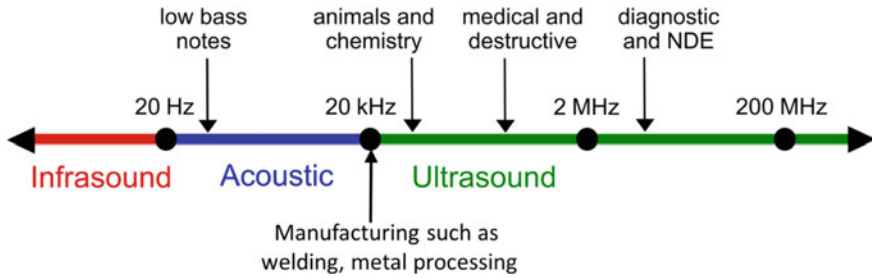 low bass
notes
animals and
chemistry
medical and
destructive
diagnostic
and NDE
20 Hz
20 kHz
2 MHz
200 MHz
Infrasound
Acoustic
Ultrasound
Manufacturing such as
welding, metal processing